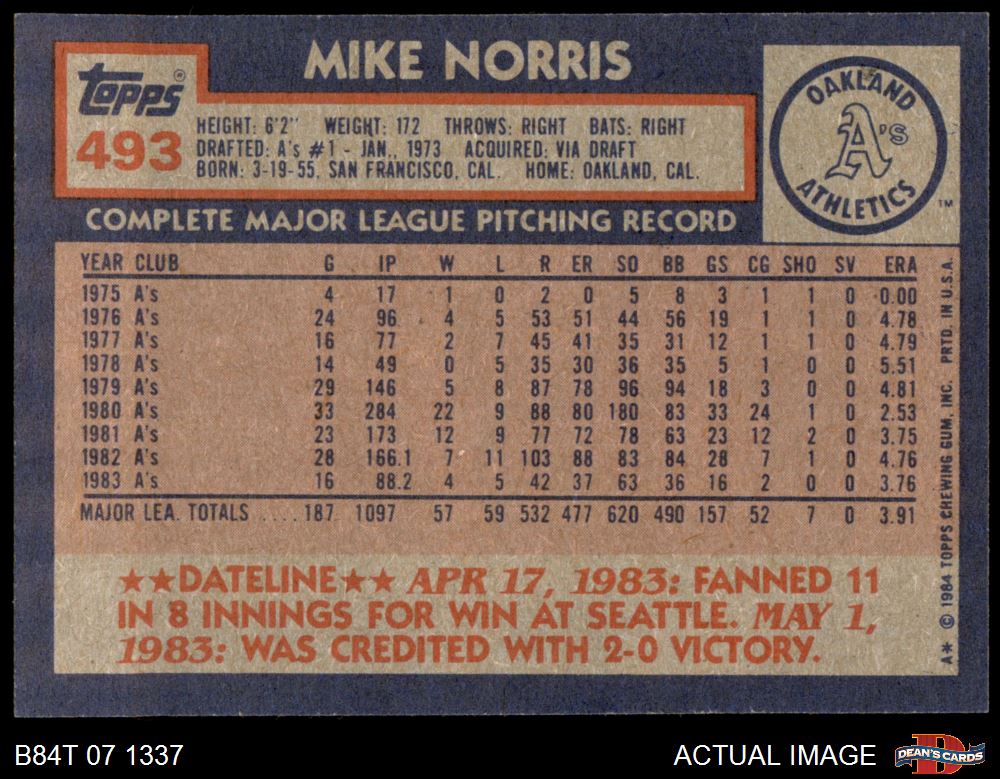 MIKE NORRIS
topps®
493
HEIGHT: 6'2" WEIGHT: 172 THROWS: RIGHT BATS: RIGHT
DRAFTED: A's #1 - JAN., 1973 ACQUIRED: VIA DRAFT
BORN: 3-19-55, SAN FRANCISCO, CAL. HOME: OAKLAND, CAL.
OAKLAND
A's
ATHLETICS
TM
COMPLETE MAJOR LEAGUE PITCHING RECORD
YEAR CLUB G IP W L R ER SO BB GS CG SHO SV ERA
1975 A's 4 17 1 0 2 0 5 8 3 1 1 0 0.00
1976 A's 24 96 4 5 53 51 44 56 19 1 1 0 4.78
1977 A's 16 77 2 7 45 41 35 31 12 1 1 0 4.79
1978 A's 14 49 0 5 35 30 36 35 5 1 0 0 5.51
1979 A's 29 146 5 8 87 78 96 94 18 3 0 0 4.81
1980 A's 33 284 22 9 88 80 180 83 33 24 1 0 2.53
1981 A's 23 173 12 9 77 72 78 63 23 12 2 0 3.75
1982 A's 28 166.1 7 11 103 88 83 84 28 7 1 0 4.76
1983 A's 16 88.2 4 5 42 37 63 36 16 2 0 0 3.76
MAJOR LEA. TOTALS .... 187 1097 57 59 532 477 620 490 157 52 7 0 3.91
★★DATELINE★★ APR 17, 1983: FANNED 11
IN 8 INNINGS FOR WIN AT SEATTLE. MAY 1,
1983: WAS CREDITED WITH 2-0 VICTORY.
A* © 1984 TOPPS CHEWING GUM, INC. PRTD. IN U.S.A.
B84T 07 1337
ACTUAL IMAGE
DEAN'S CARDS